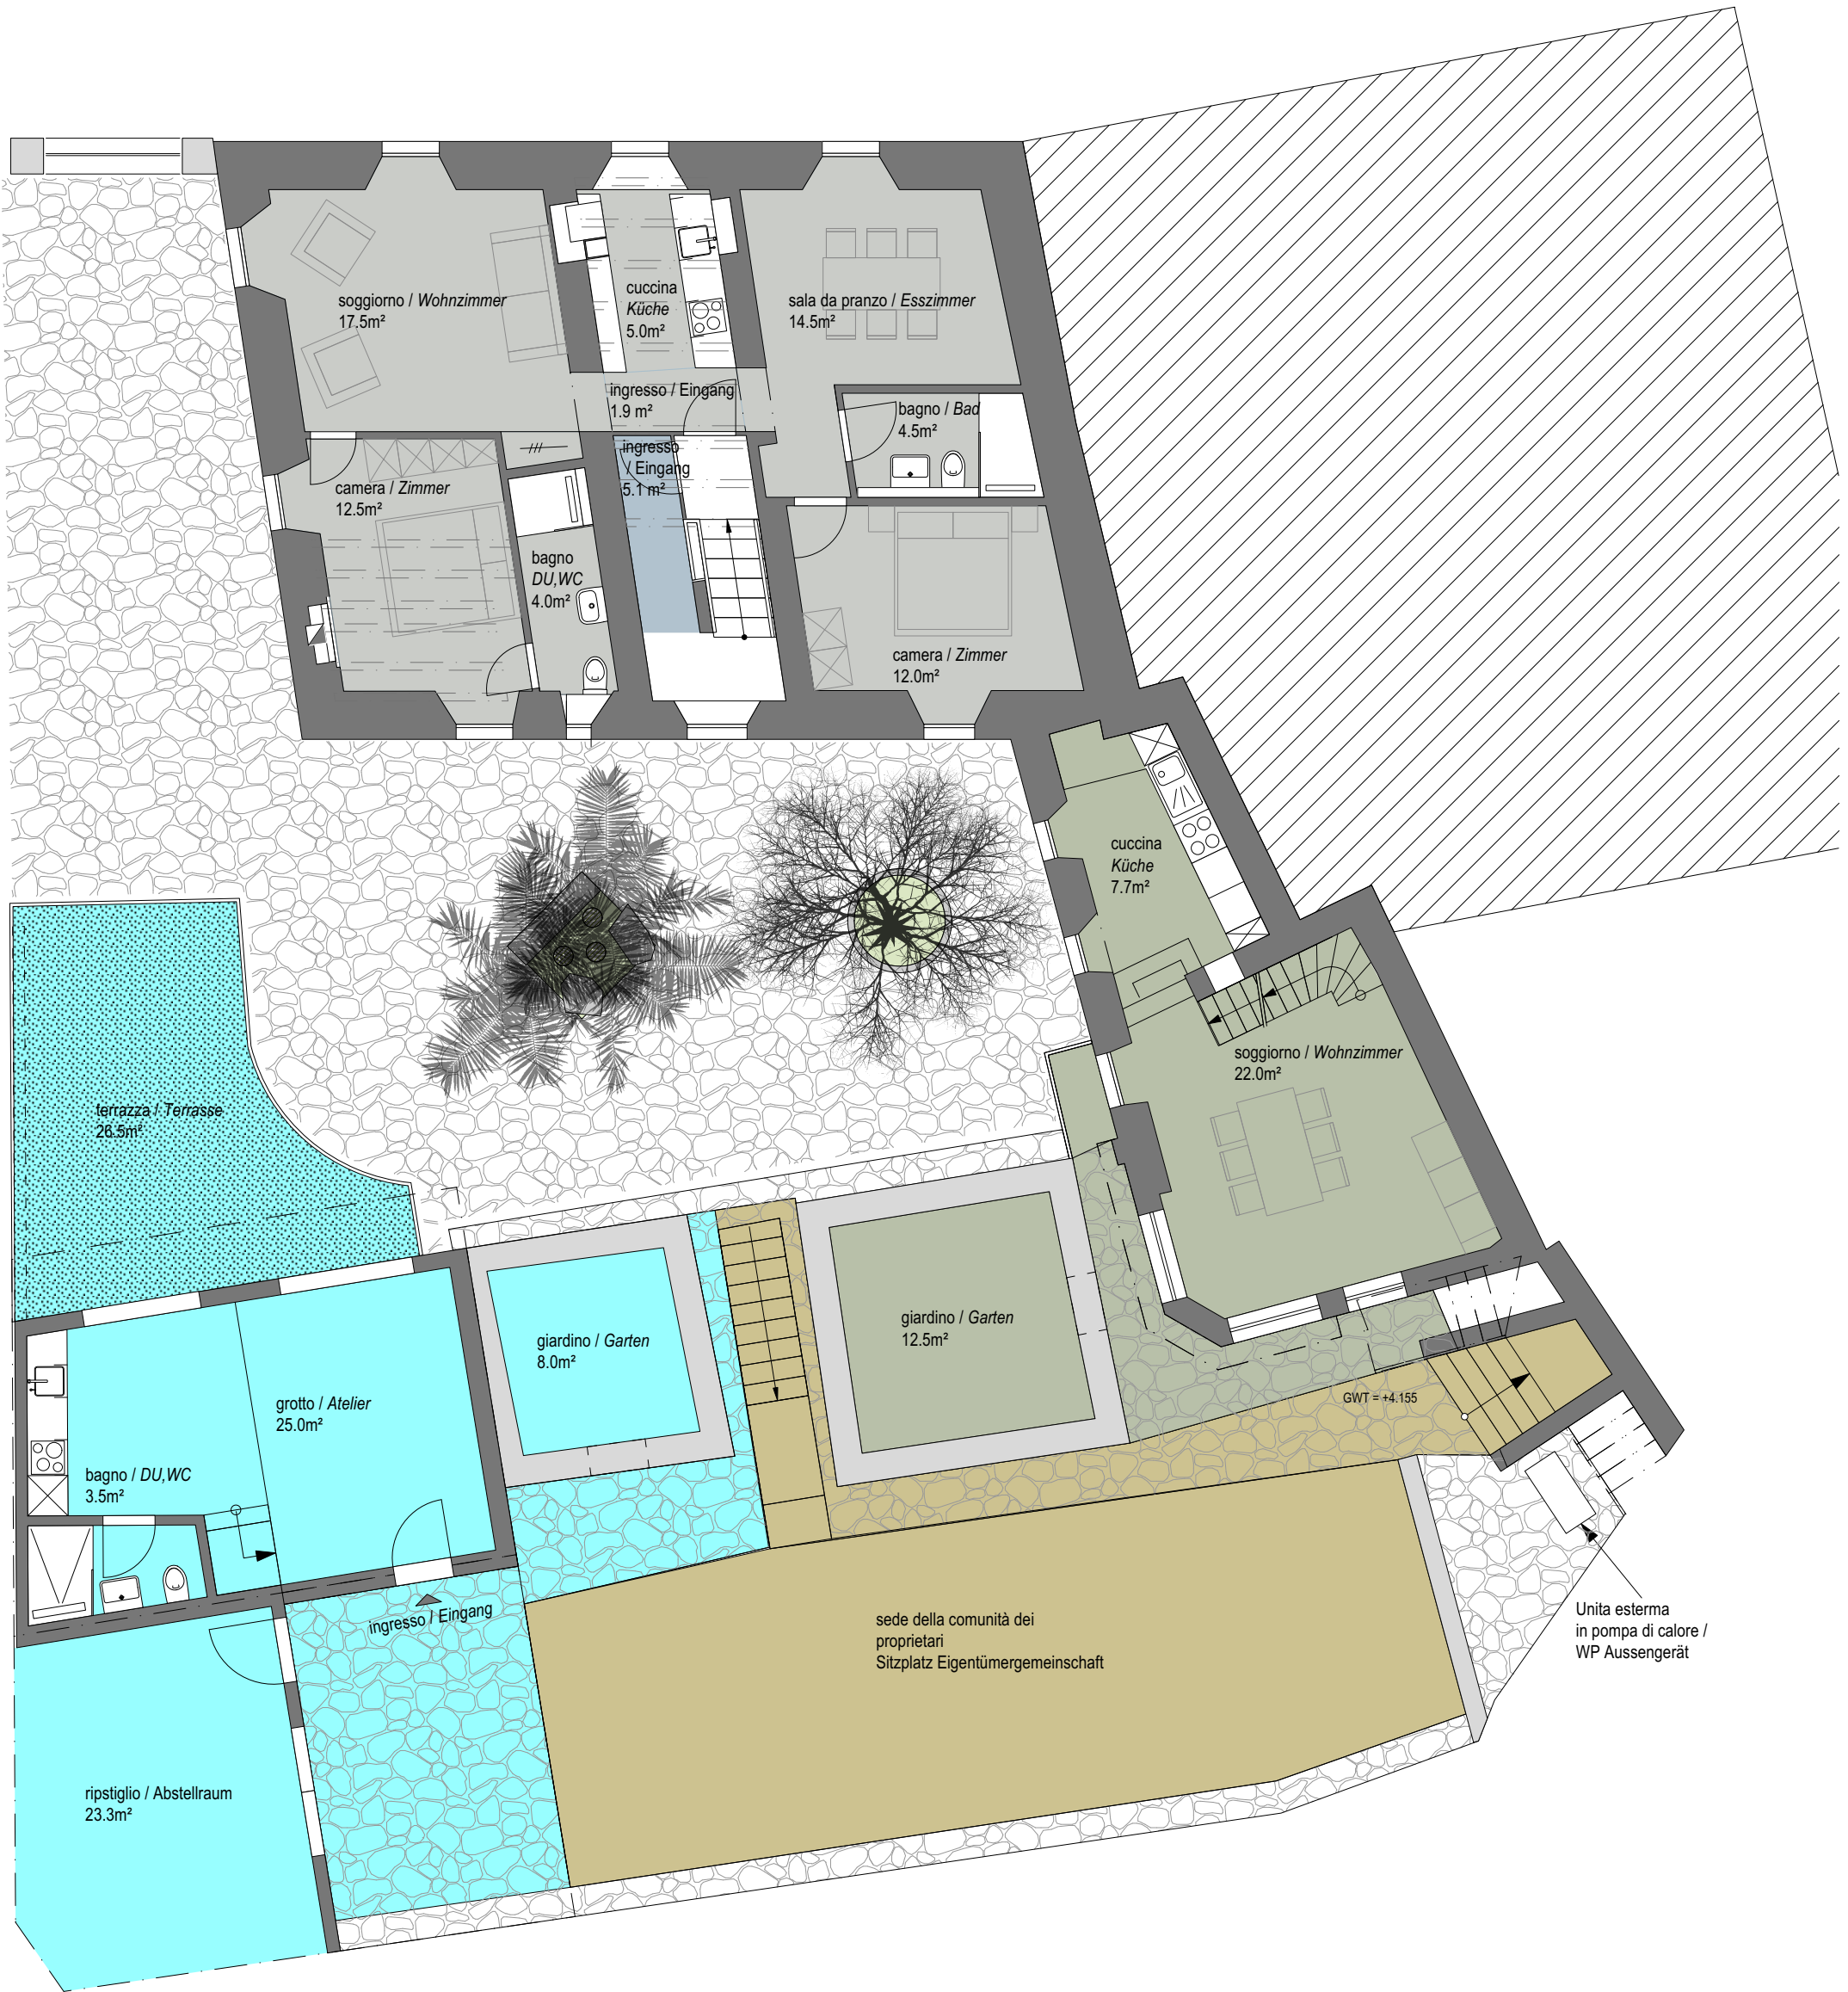 soggiorno / Wohnzimmer
17.5m²
cuccina
Küche
5.0m²
sala da pranzo / Esszimmer
14.5m²
ingresso / Eingang
1.9 m²
bagno / Bad
4.5m²
ingresso
/ Eingang
5.1 m²
camera / Zimmer
12.5m²
bagno
DU,WC
4.0m²
camera / Zimmer
12.0m²
cuccina
Küche
7.7m²
soggiorno / Wohnzimmer
22.0m²
terrazza / Terrasse
26.5m²
giardino / Garten
8.0m²
giardino / Garten
12.5m²
GWT = +4.155
grotto / Atelier
25.0m²
bagno / DU,WC
3.5m²
ingresso / Eingang
sede della comunità dei
proprietari
Sitzplatz Eigentümergemeinschaft
Unita esterma
in pompa di calore /
WP Aussengerät
ripstiglio / Abstellraum
23.3m²